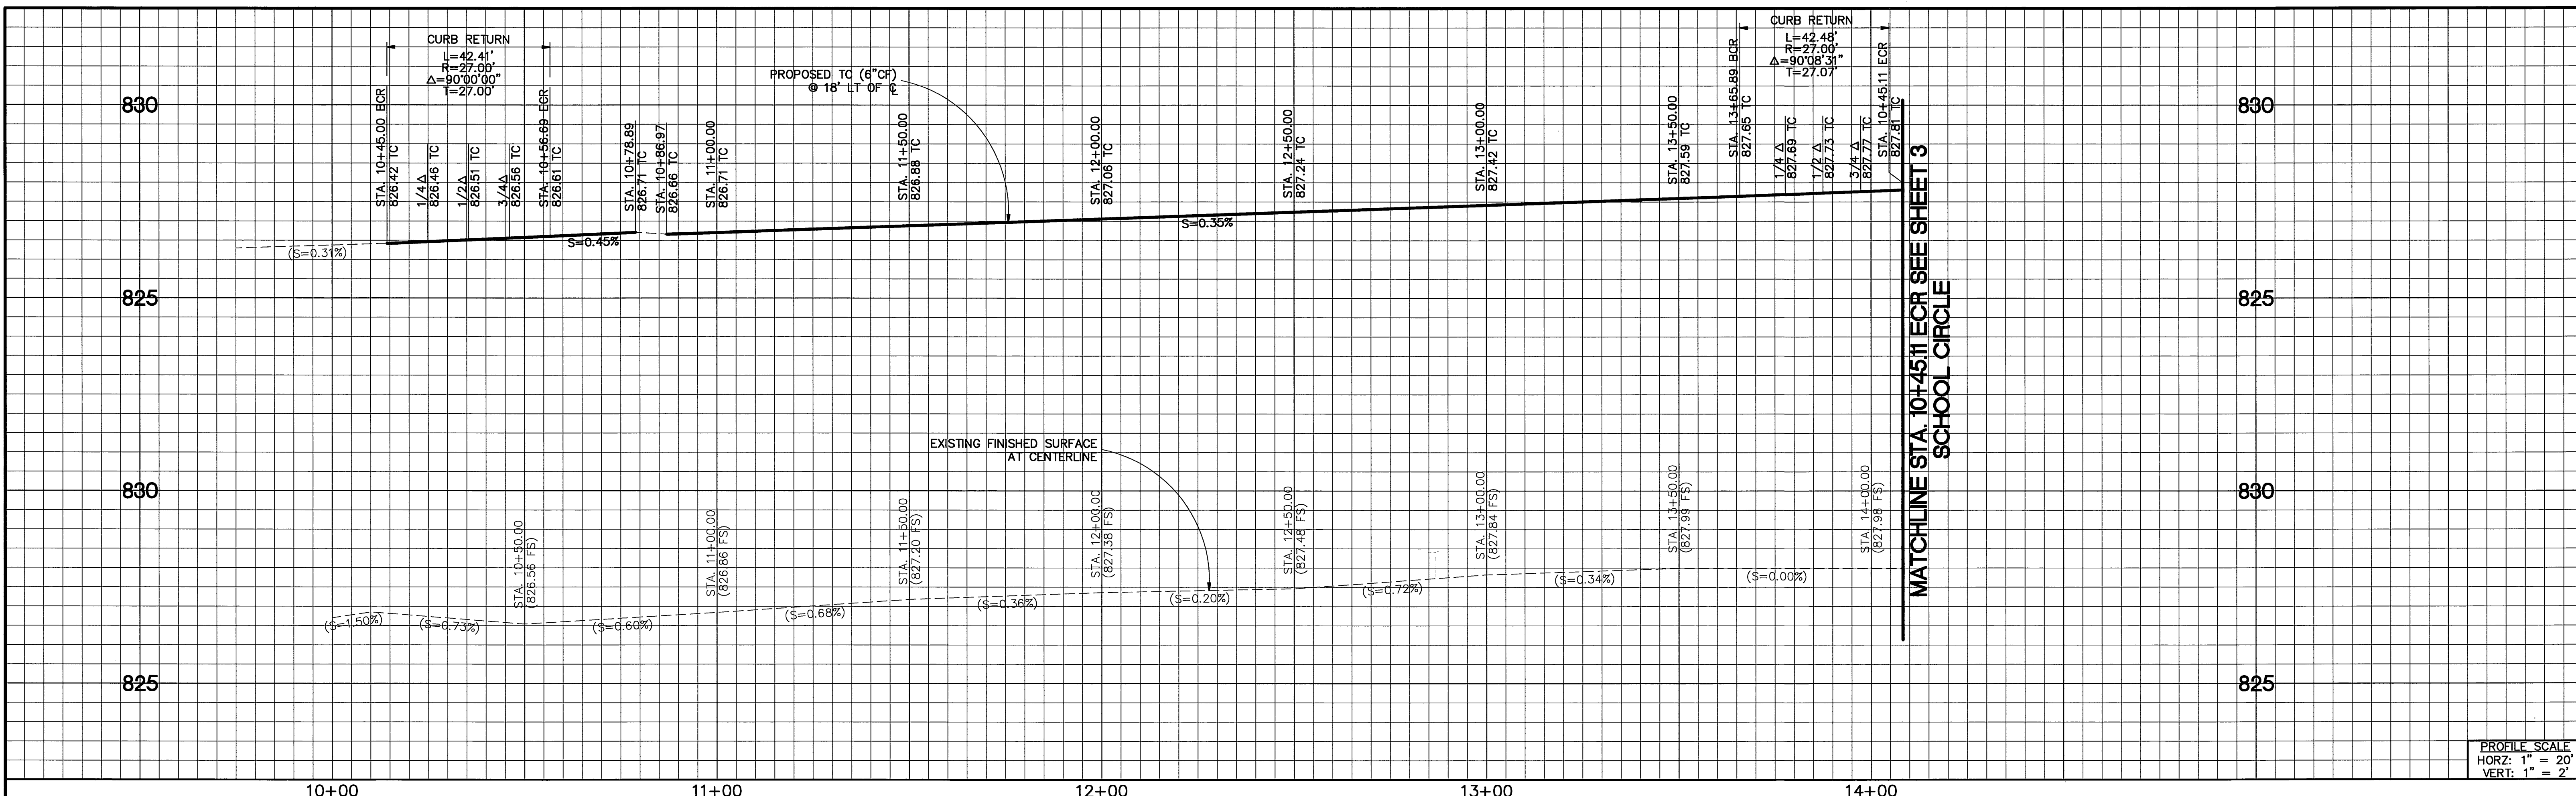 CURB RETURN
L=42.41'
R=27.00'
Δ=90°00'00"
T=27.00'
CURB RETURN
L=42.48'
R=27.00'
Δ=90°08'31"
T=27.07'
PROPOSED TC (6"CF)
@ 18' LT OF ℄
830
830
STA. 10+45.00 BCR
826.42 TC
1/4 Δ
826.46 TC
1/2Δ
826.51 TC
3/4Δ
826.56 TC
STA. 10+56.69 ECR
826.61 TC
STA. 10+78.89
826.71 TC
STA. 10+86.97
826.66 TC
STA. 11+00.00
826.71 TC
STA. 11+50.00
826.88 TC
STA. 12+00.00
827.06 TC
STA. 12+50.00
827.24 TC
STA. 13+00.00
827.42 TC
STA. 13+50.00
827.59 TC
STA. 13+65.89 BCR
827.65 TC
1/4 Δ
827.69 TC
1/2 Δ
827.73 TC
3/4 Δ
827.77 TC
STA. 10+45.11 ECR
827.81 TC
(S=0.31%)
S=0.45%
S=0.35%
825
825
MATCHLINE STA. 10+45.11 ECR SEE SHEET 3
SCHOOL CIRCLE
EXISTING FINISHED SURFACE
AT CENTERLINE
830
830
STA. 10+50.00
(826.56 FS)
STA. 11+00.00
(826.86 FS)
STA. 11+50.00
(827.20 FS)
STA. 12+00.00
(827.38 FS)
STA. 12+50.00
(827.48 FS)
STA. 13+00.00
(827.84 FS)
STA. 13+50.00
(827.99 FS)
STA. 14+00.00
(827.98 FS)
(S=1.50%)
(S=0.73%)
(S=0.60%)
(S=0.68%)
(S=0.36%)
(S=0.20%)
(S=0.72%)
(S=0.34%)
(S=0.00%)
825
825
PROFILE SCALE
HORZ: 1" = 20'
VERT: 1" = 2'
10+00
11+00
12+00
13+00
14+00